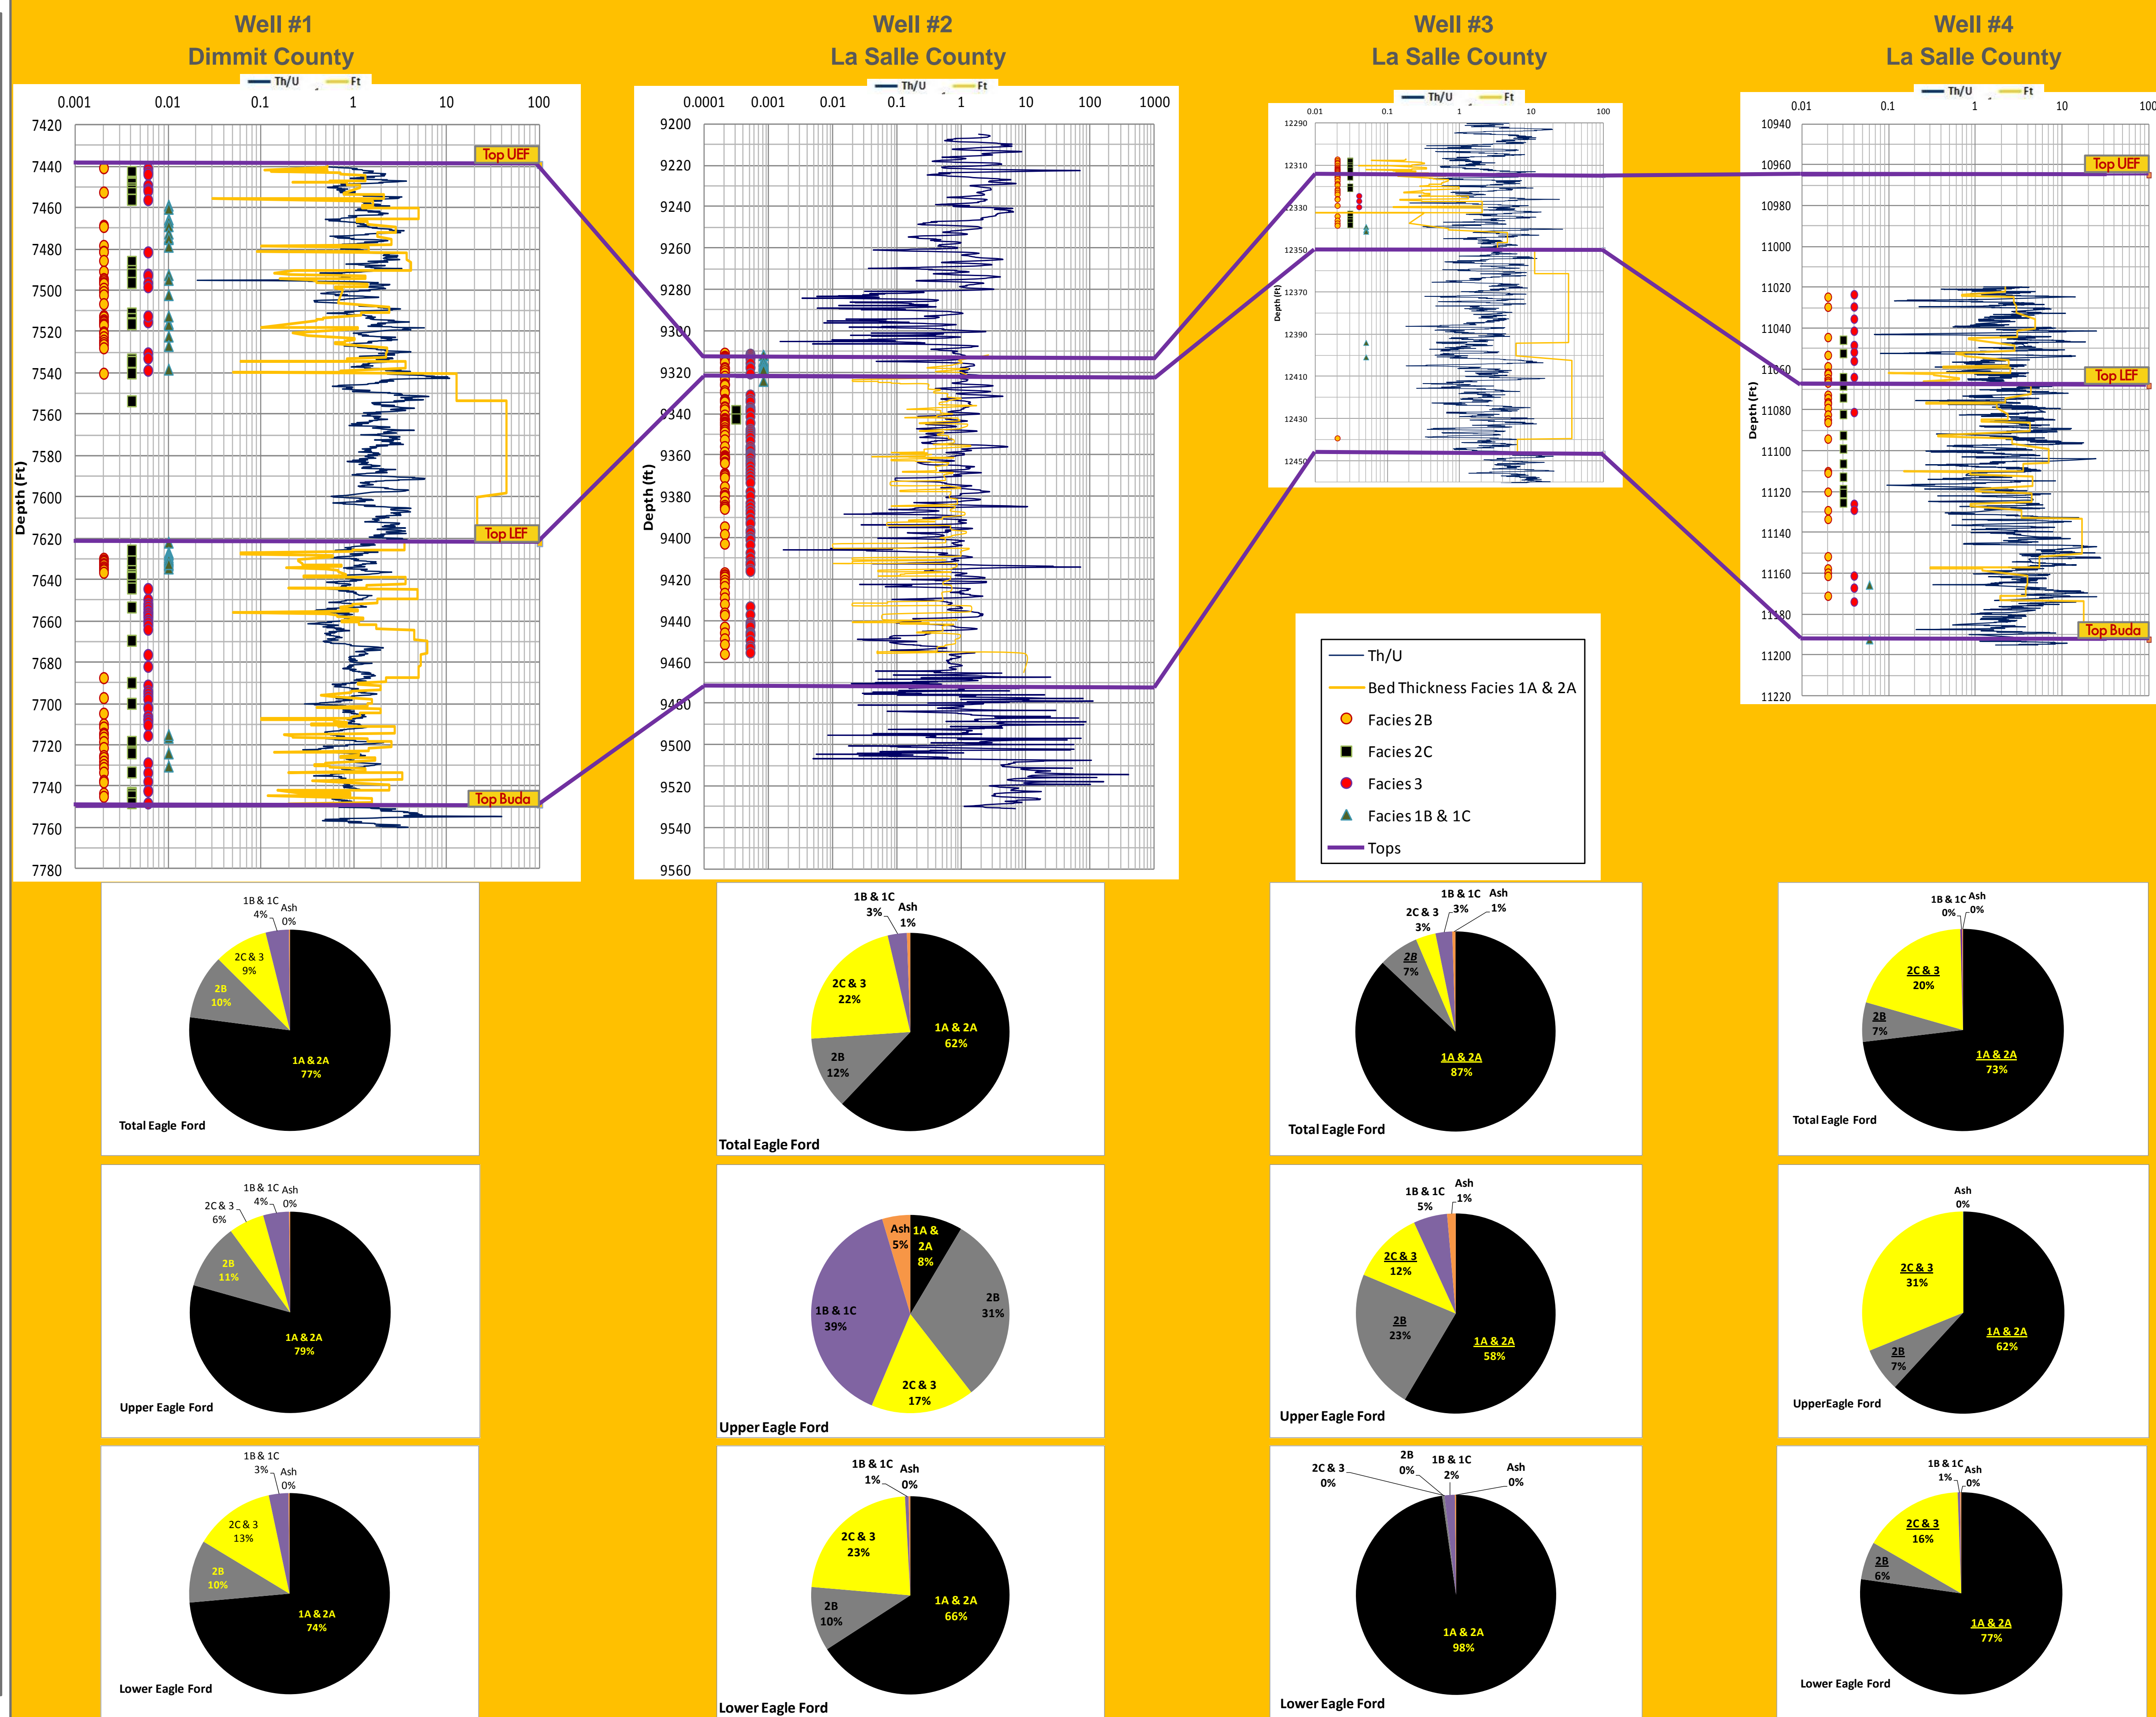 Well #1
Dimmit County
Th/U Ft
0.001 0.01 0.1 1 10 100
7420
7440
7460
7480
7500
7520
7540
7560
7580
7600
7620
7640
7660
7680
7700
7720
7740
7760
7780
Depth (Ft)
Top UEF
Top LEF
Top Buda
Well #2
La Salle County
Th/U Ft
0.0001 0.001 0.01 0.1 1 10 100 1000
9200
9220
9240
9260
9280
9300
9320
9340
9360
9380
9400
9420
9440
9460
9480
9500
9520
9540
9560
Depth (ft)
Well #3
La Salle County
Th/U Ft
0.01 0.1 1 10 100
12290
12310
12330
12350
12370
12390
12410
12430
12450
Depth (Ft)
Well #4
La Salle County
Th/U Ft
0.01 0.1 1 10 100
10940
10960
10980
11000
11020
11040
11060
11080
11100
11120
11140
11160
11180
11200
11220
Depth (Ft)
Top UEF
Top LEF
Top Buda
Th/U
Bed Thickness Facies 1A & 2A
Facies 2B
Facies 2C
Facies 3
Facies 1B & 1C
Tops
1B & 1C
4%
Ash
0%
2C & 3
9%
2B
10%
1A & 2A
77%
Total Eagle Ford
1B & 1C
3%
Ash
1%
2C & 3
22%
2B
12%
1A & 2A
62%
Total Eagle Ford
1B & 1C
3%
Ash
1%
2C & 3
3%
2B
7%
1A & 2A
87%
Total Eagle Ford
1B & 1C
0%
Ash
0%
2C & 3
20%
2B
7%
1A & 2A
73%
Total Eagle Ford
1B & 1C
4%
Ash
0%
2C & 3
6%
2B
11%
1A & 2A
79%
Upper Eagle Ford
Ash
5%
1A &
2A
8%
2B
31%
1B & 1C
39%
2C & 3
17%
Upper Eagle Ford
1B & 1C
5%
Ash
1%
2C & 3
12%
2B
23%
1A & 2A
58%
Upper Eagle Ford
Ash
0%
2C & 3
31%
2B
7%
1A & 2A
62%
UpperEagle Ford
1B & 1C
3%
Ash
0%
2C & 3
13%
2B
10%
1A & 2A
74%
Lower Eagle Ford
1B & 1C
1%
Ash
0%
2C & 3
23%
2B
10%
1A & 2A
66%
Lower Eagle Ford
2C & 3
0%
2B
0%
1B & 1C
2%
Ash
0%
1A & 2A
98%
Lower Eagle Ford
1B & 1C
1%
Ash
0%
2C & 3
16%
2B
6%
1A & 2A
77%
Lower Eagle Ford